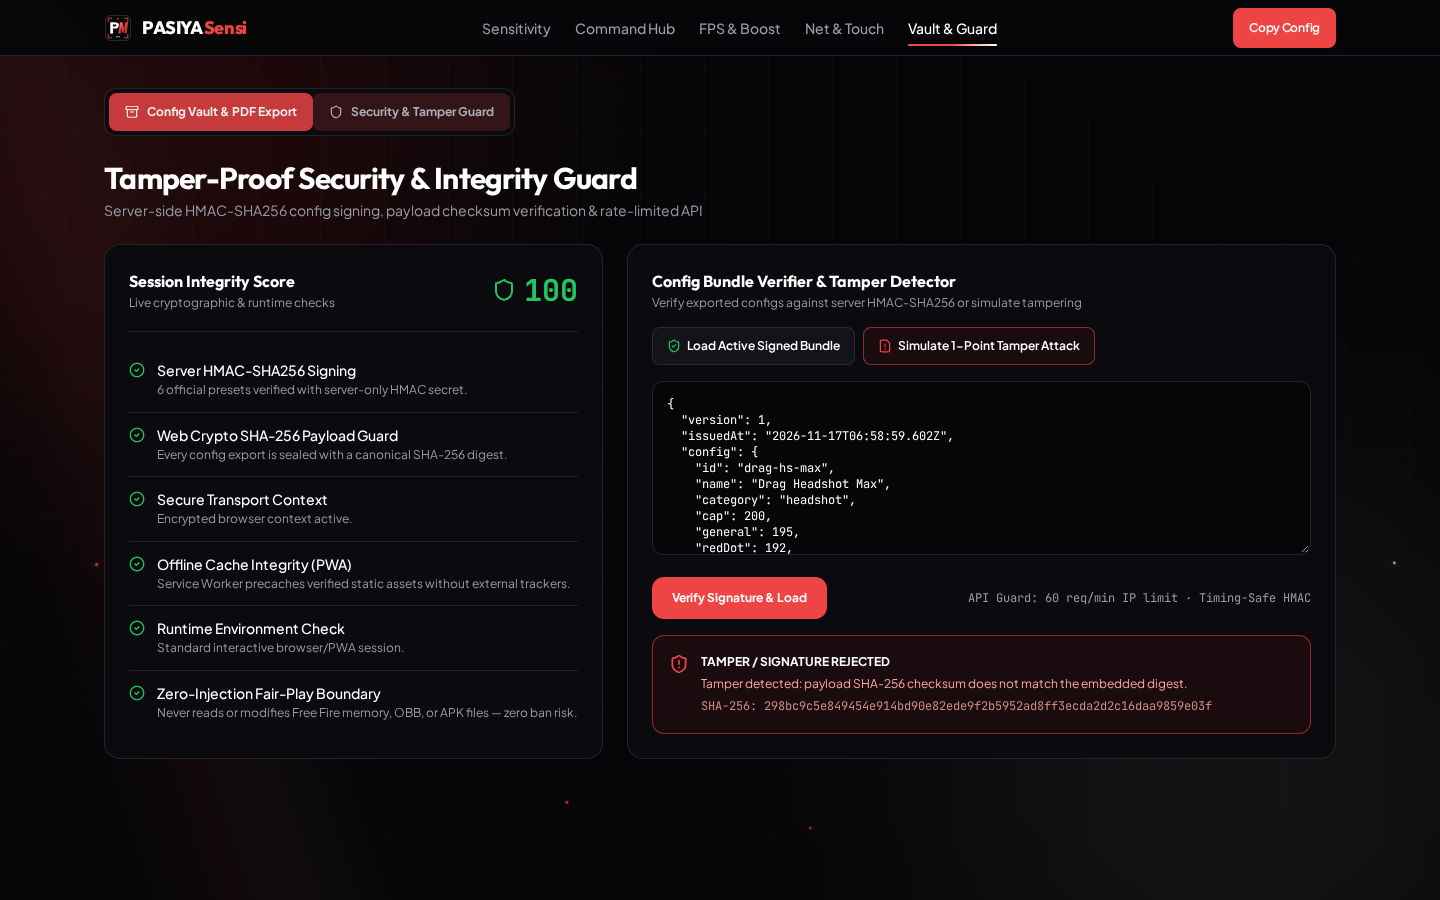 PM PASIYA Sensi
Sensitivity
Command Hub
FPS & Boost
Net & Touch
Vault & Guard
Copy Config
Config Vault & PDF Export
Security & Tamper Guard
Tamper-Proof Security & Integrity Guard
Server-side HMAC-SHA256 config signing, payload checksum verification & rate-limited API
Session Integrity Score
Live cryptographic & runtime checks
100
Server HMAC-SHA256 Signing
6 official presets verified with server-only HMAC secret.
Web Crypto SHA-256 Payload Guard
Every config export is sealed with a canonical SHA-256 digest.
Secure Transport Context
Encrypted browser context active.
Offline Cache Integrity (PWA)
Service Worker precaches verified static assets without external trackers.
Runtime Environment Check
Standard interactive browser/PWA session.
Zero-Injection Fair-Play Boundary
Never reads or modifies Free Fire memory, OBB, or APK files — zero ban risk.
Config Bundle Verifier & Tamper Detector
Verify exported configs against server HMAC-SHA256 or simulate tampering
Load Active Signed Bundle
Simulate 1-Point Tamper Attack
{
"version": 1,
"issuedAt": "2026-11-17T06:58:59.602Z",
"config": {
"id": "drag-hs-max",
"name": "Drag Headshot Max",
"category": "headshot",
"cap": 200,
"general": 195,
"redDot": 192,
Verify Signature & Load
API Guard: 60 req/min IP limit · Timing-Safe HMAC
TAMPER / SIGNATURE REJECTED
Tamper detected: payload SHA-256 checksum does not match the embedded digest.
SHA-256: 298bc9c5e849454e914bd90e82ede9f2b5952ad8ff3ecda2d2c16daa9859e03f